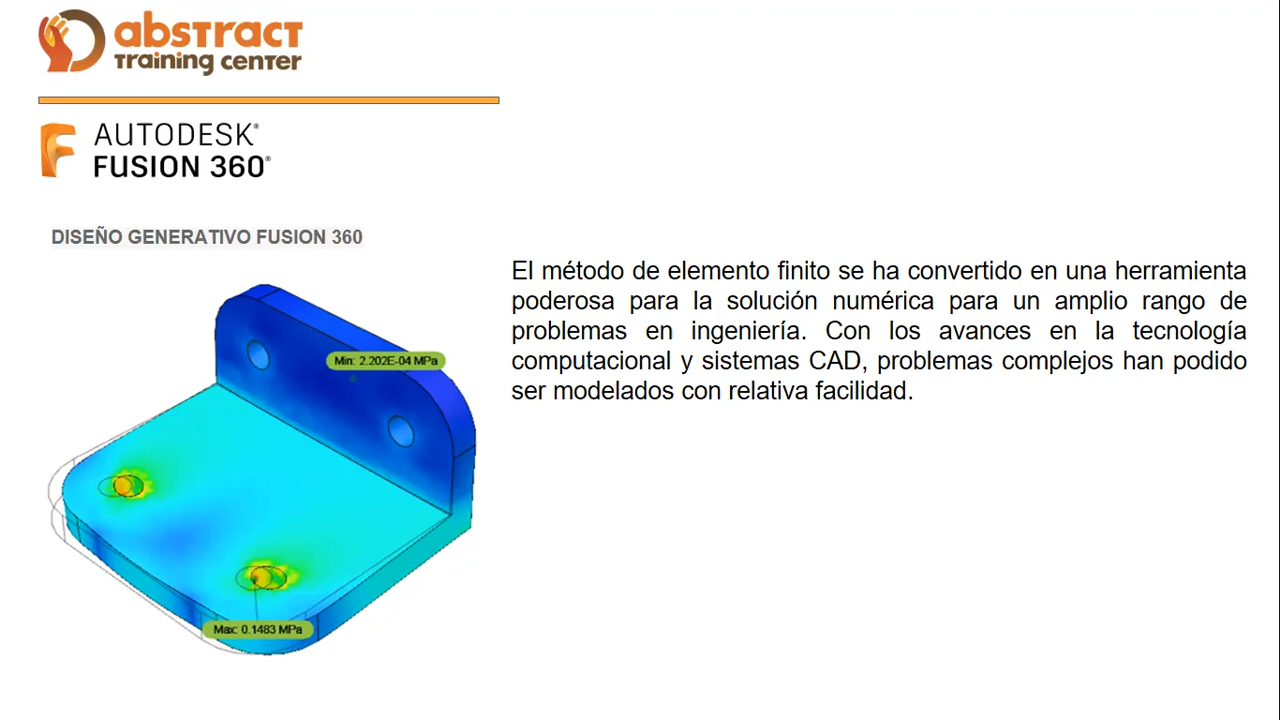 abstract
Training center
AUTODESK®
FUSION 360®
DISEÑO GENERATIVO FUSION 360
El método de elemento finito se ha convertido en una herramienta
poderosa para la solución numérica para un amplio rango de
problemas en ingeniería. Con los avances en la tecnología
computacional y sistemas CAD, problemas complejos han podido
ser modelados con relativa facilidad.
Min: 2.202E-04 MPa
Max: 0.1483 MPa